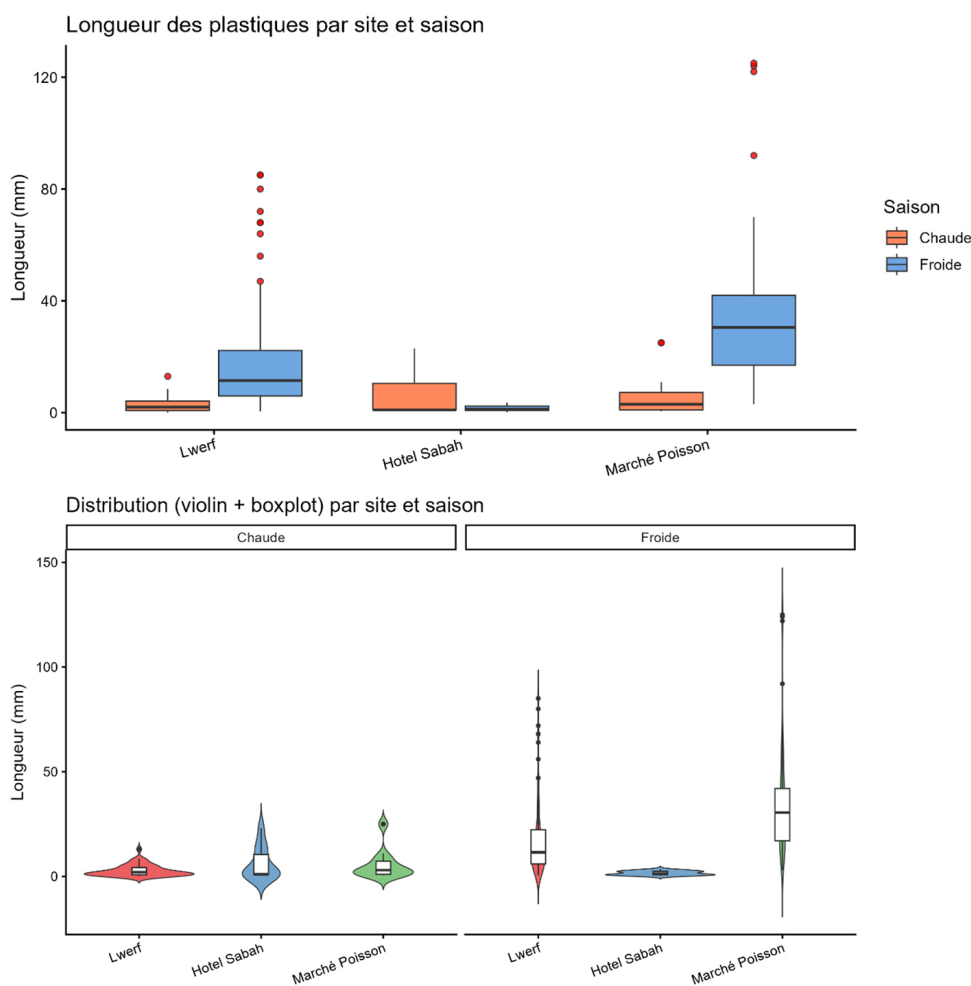 Longueur des plastiques par site et saison
120
80
40
0
Longueur (mm)
Lwerf
Hotel Sabah
Marché Poisson
Saison
Chaude
Froide
Distribution (violin + boxplot) par site et saison
Chaude
Froide
150
100
50
0
Longueur (mm)
Lwerf
Hotel Sabah
Marché Poisson
Lwerf
Hotel Sabah
Marché Poisson